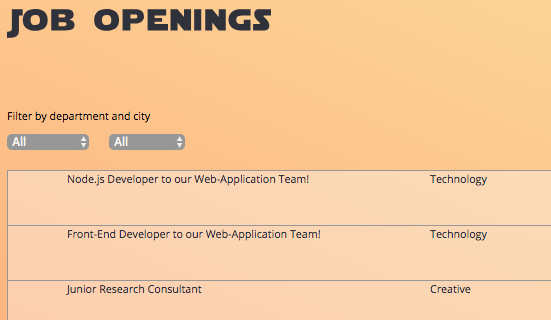 JOB OPENINGS
Filter by department and city
All All
Node.js Developer to our Web-Application Team! Technology
Front-End Developer to our Web-Application Team! Technology
Junior Research Consultant Creative